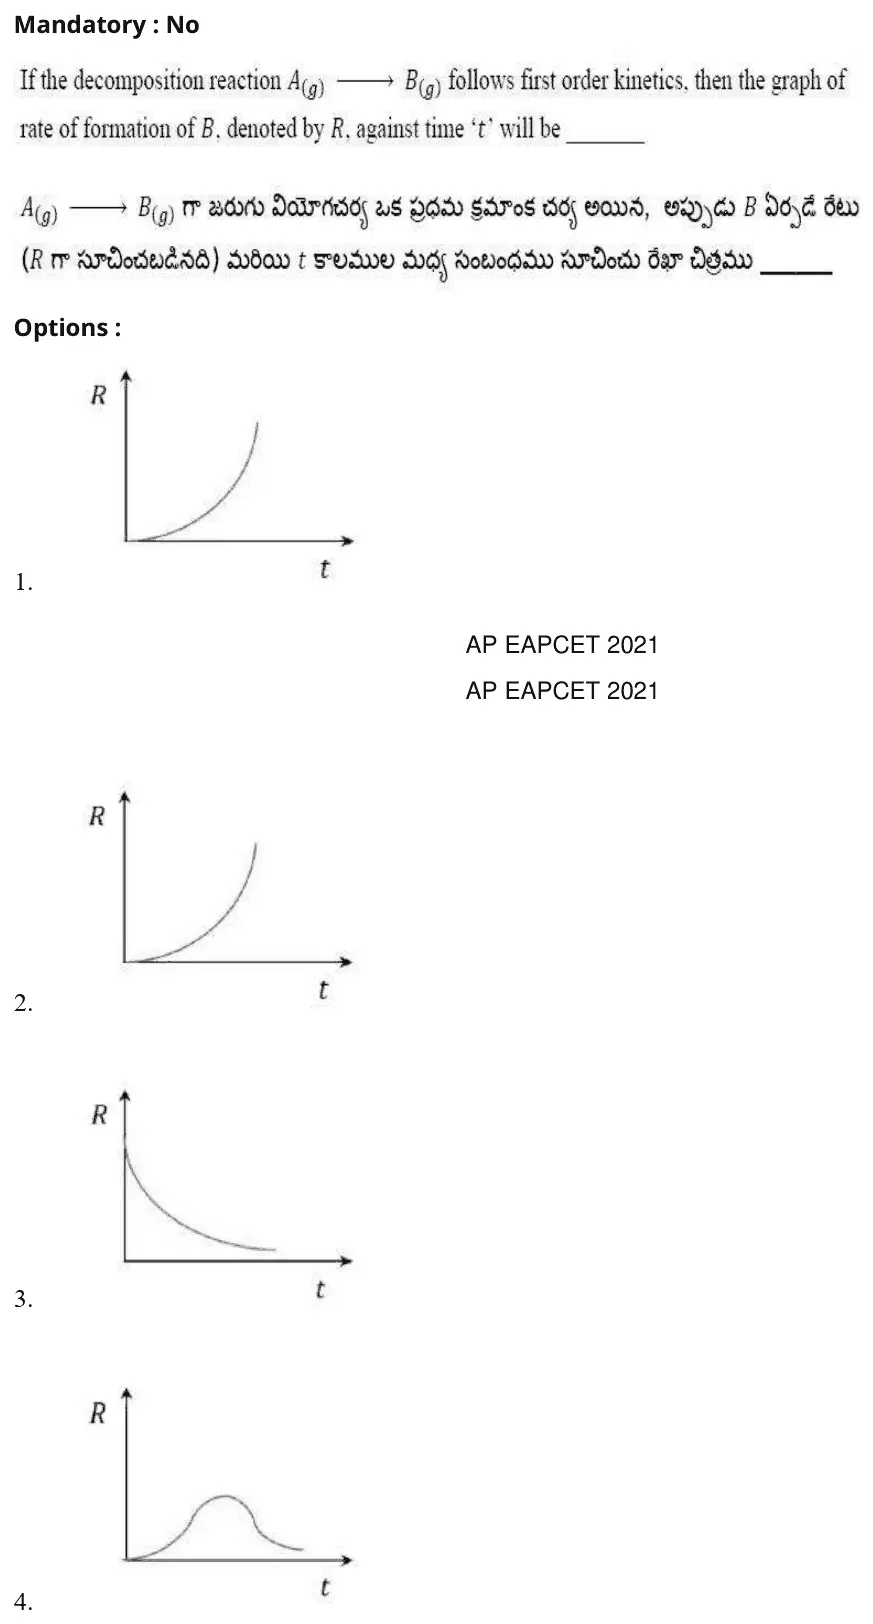 Mandatory : No
If the decomposition reaction A(g) ⟶ B(g) follows first order kinetics, then the graph of
rate of formation of B, denoted by R, against time ‘t’ will be ______
A(g) ⟶ B(g) గా జరుగు వియోగచర్య ఒక ప్రధమ క్రమాంక చర్య అయిన, అప్పుడు B ఏర్పడే రేటు
(R గా సూచించబడినది) మరియు t కాలముల మధ్య సంబంధము సూచించు రేఖా చిత్రము ______
Options :
R
t
1.
AP EAPCET 2021
AP EAPCET 2021
R
t
2.
R
t
3.
R
t
4.